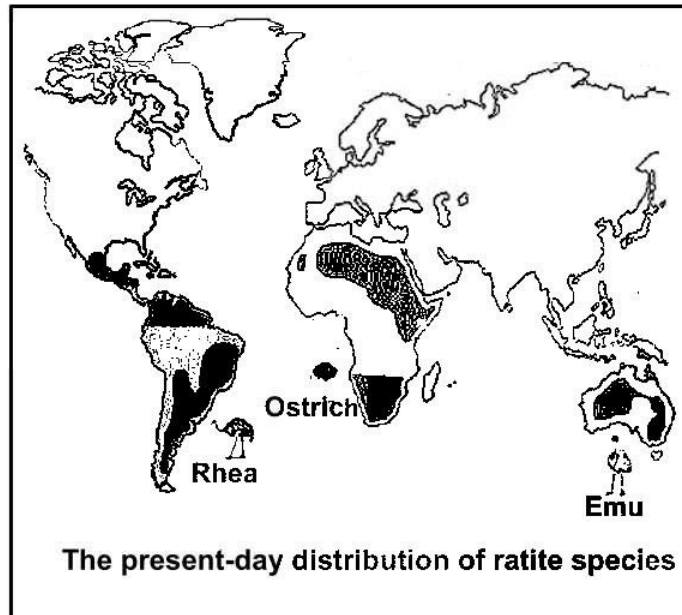 Ostrich
Rhea
Emu
The present-day distribution of ratite species